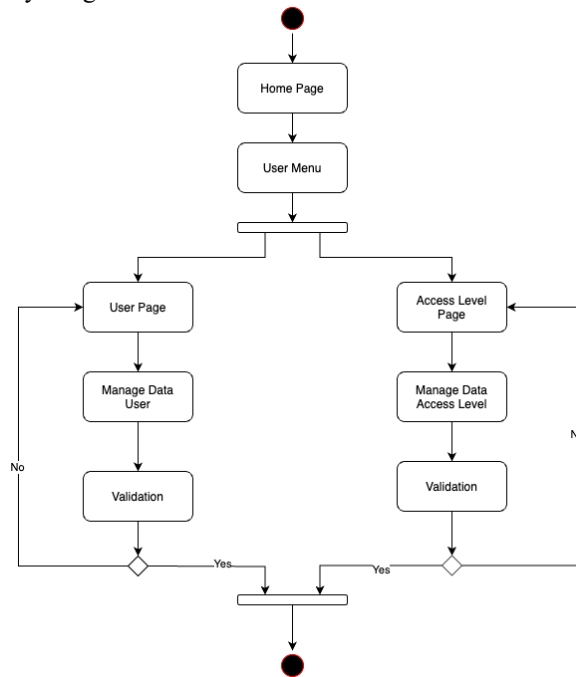 Home Page
User Menu
User Page
Access Level
Page
Manage Data
User
Manage Data
Access Level
No
Validation
Validation
Yes
Yes